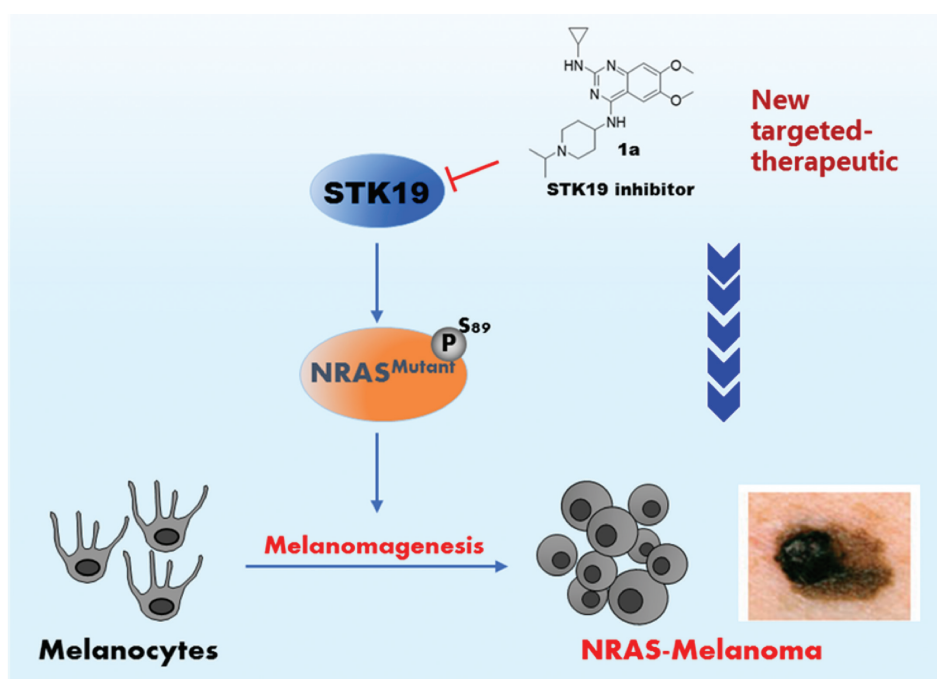 HN
N
N
O
O
NH
N
1a
STK19 inhibitor
New
targeted-
therapeutic
STK19
P
S89
NRASMutant
Melanomagenesis
Melanocytes
NRAS-Melanoma